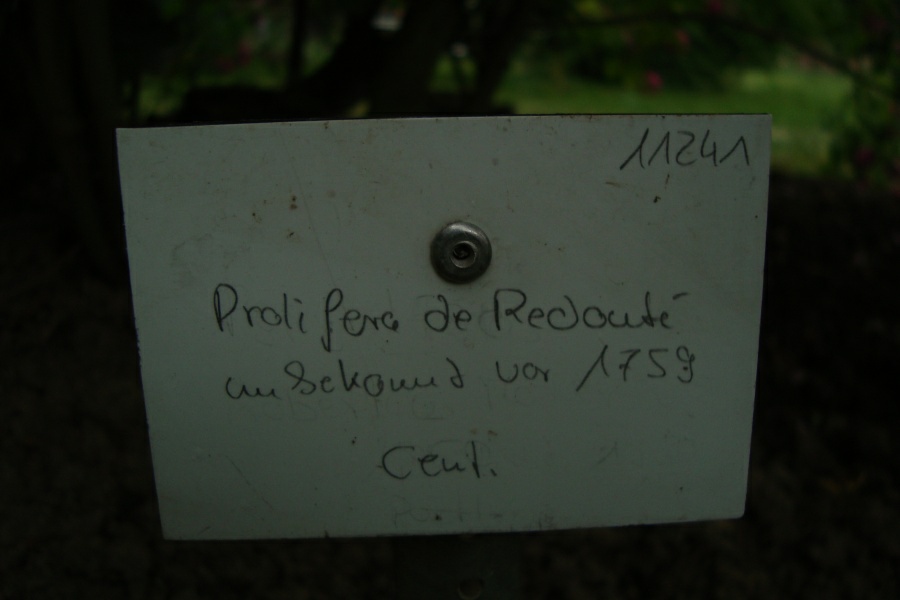 11241
Prolifera de Redouté
unbekannt vor 1759
Cent.